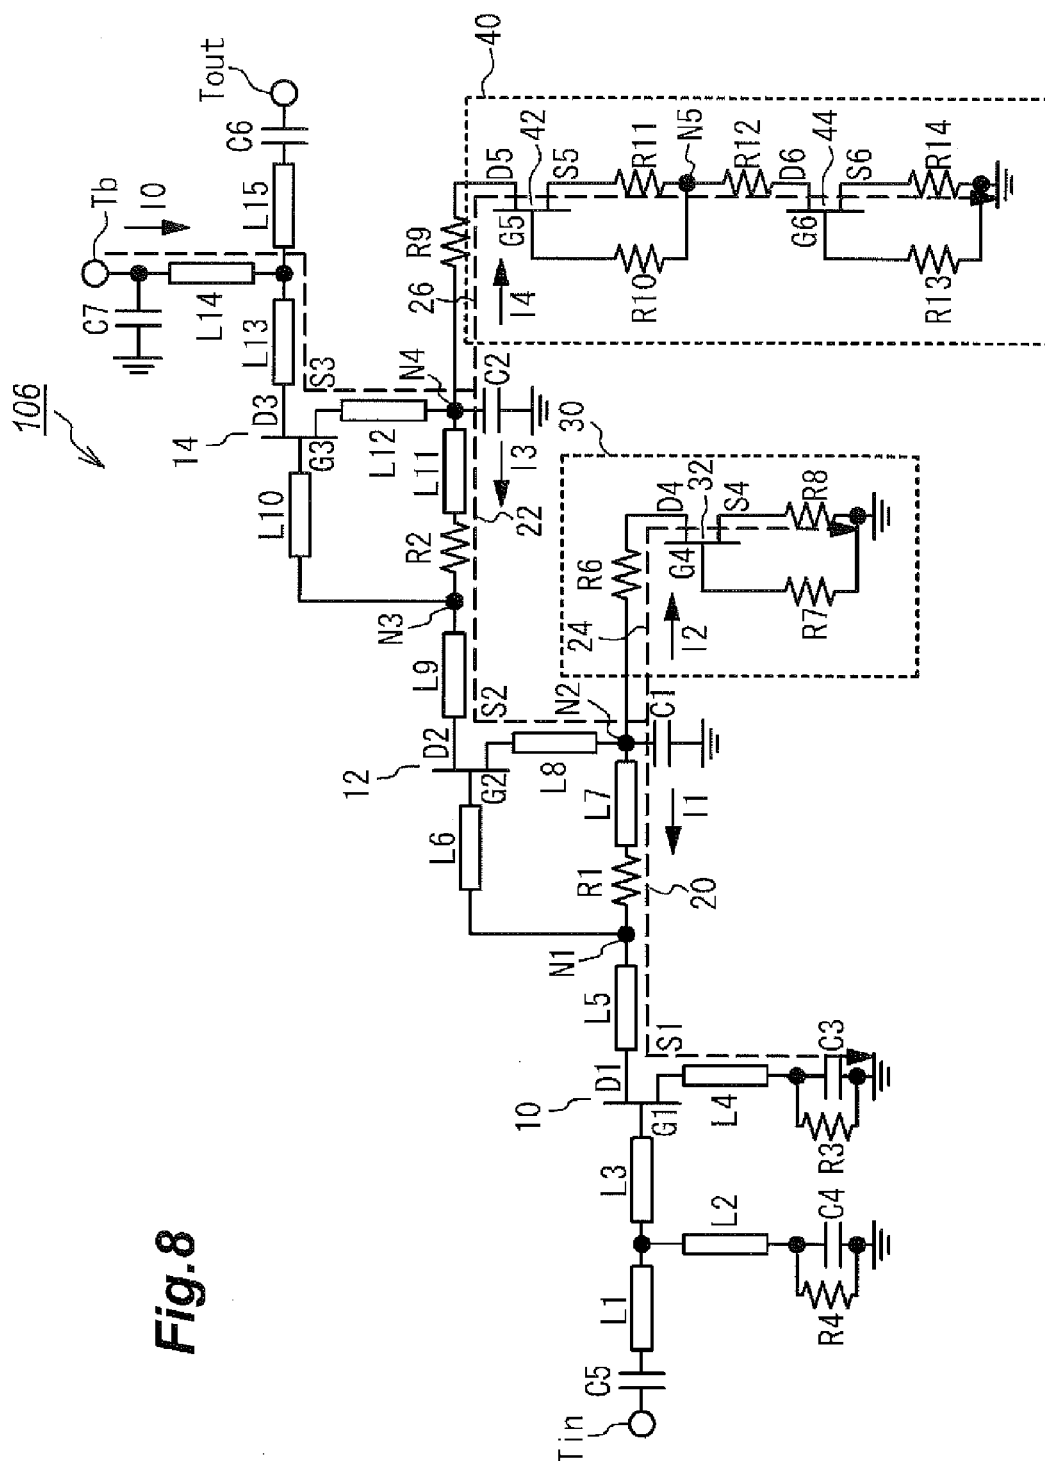 Fig.8
106
Tb
I0
C7
L14
Tout
C6
L15
L13
D3
14
G3
S3
L10
L12
N4
C2
L11
R2
N3
I3
22
L9
S2
D2
12
G2
L6
L8
N2
C1
L7
R1
N1
I1
20
L5
S1
D1
10
G1
L3
L4
R3
C3
L2
R4
C4
L1
C5
Tin
30
R6
24
I2
D4
32
G4
S4
R7
R8
40
R9
26
I4
D5
42
G5
S5
R10
R11
N5
R12
D6
44
G6
S6
R13
R14